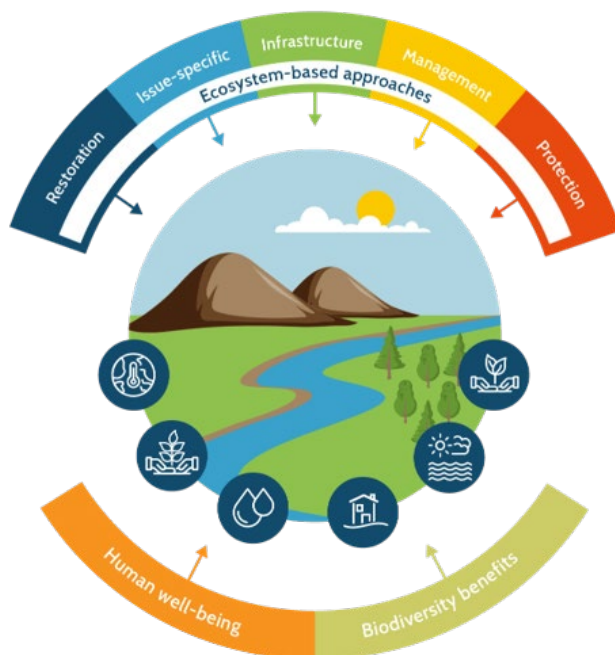 Restoration
Issue-specific
Infrastructure
Management
Protection
Ecosystem-based approaches
Human well-being
Biodiversity benefits